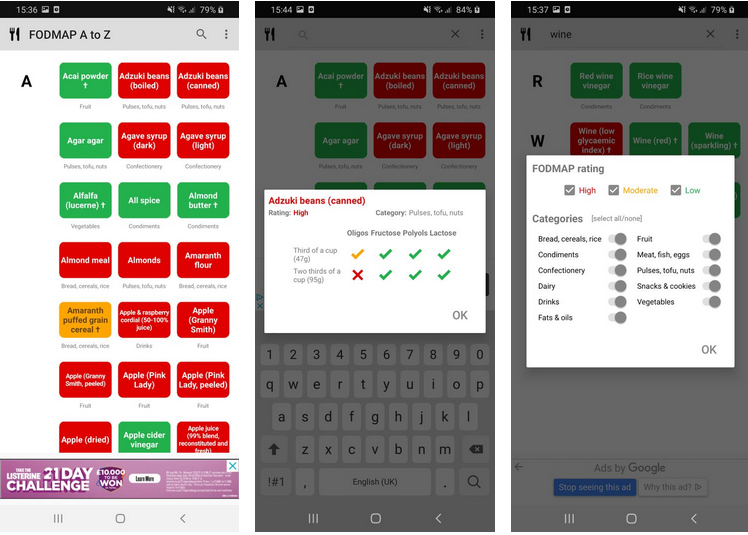 15:36
79%
FODMAP A to Z
A
Acai powder †
Adzuki beans (boiled)
Adzuki beans (canned)
Fruit
Pulses, tofu, nuts
Pulses, tofu, nuts
Agar agar
Agave syrup (dark)
Agave syrup (light)
Pulses, tofu, nuts
Confectionery
Confectionery
Alfalfa (lucerne) †
All spice
Almond butter †
Vegetables
Condiments
Condiments
Almond meal
Almonds
Amaranth flour
Bread, cereals, rice
Pulses, tofu, nuts
Bread, cereals, rice
Amaranth puffed grain cereal †
Apple & raspberry cordial (50-100% juice)
Apple (Granny Smith)
Bread, cereals, rice
Drinks
Fruit
Apple (Granny Smith, peeled)
Apple (Pink Lady)
Apple (Pink Lady, peeled)
Fruit
Fruit
Fruit
Apple (dried)
Apple cider vinegar
Apple juice (99% blend, reconstituted and fresh)
TAKE THE
LISTERINE 21 DAY
CHALLENGE
£10,000
TO BE
WON
Learn More
15:44
84%
A
Acai powder †
Adzuki beans (boiled)
Adzuki beans (canned)
Fruit
Pulses, tofu, nuts
Pulses, tofu, nuts
Agar agar
Agave syrup (dark)
Agave syrup (light)
Adzuki beans (canned)
Rating: High
Category: Pulses, tofu, nuts
Oligos Fructose Polyols Lactose
Third of a cup
(47g)
Two thirds of a
cup (95g)
OK
1 2 3 4 5 6 7 8 9 0
q w e r t y u i o p
a s d f g h j k l
z x c v b n m
!#1 , English (UK) .
15:37
79%
wine
R
Red wine vinegar
Rice wine vinegar
Condiments
Condiments
W
Wine (low glycaemic index) †
Wine (red) †
Wine (sparkling) †
FODMAP rating
High
Moderate
Low
Categories [select all/none]
Bread, cereals, rice
Fruit
Condiments
Meat, fish, eggs
Confectionery
Pulses, tofu, nuts
Dairy
Snacks & cookies
Drinks
Vegetables
Fats & oils
OK
Ads by Google
Stop seeing this ad
Why this ad?